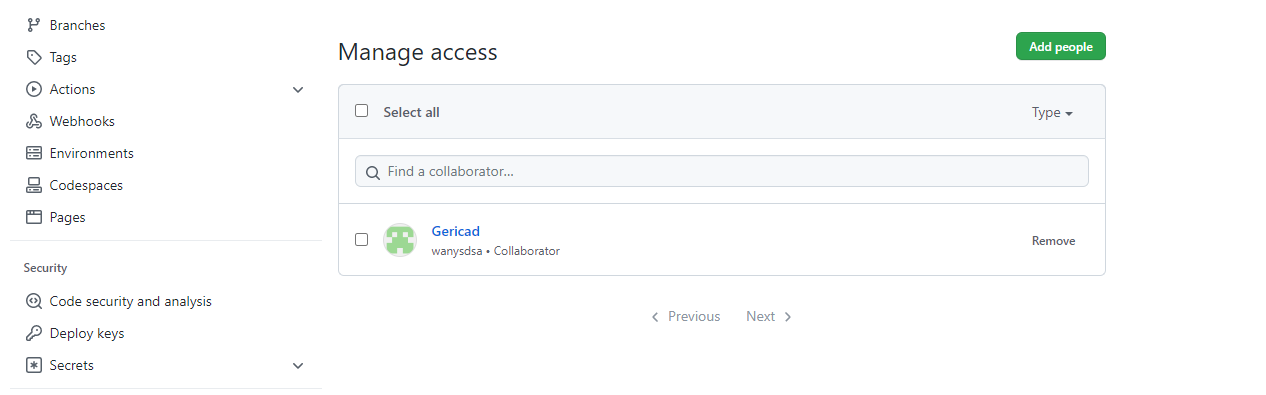 Branches
Tags
Actions
Webhooks
Environments
Codespaces
Pages
Security
Code security and analysis
Deploy keys
Secrets
Manage access
Add people
Select all
Type
Find a collaborator...
Gericad
wanysdsa • Collaborator
Remove
Previous
Next